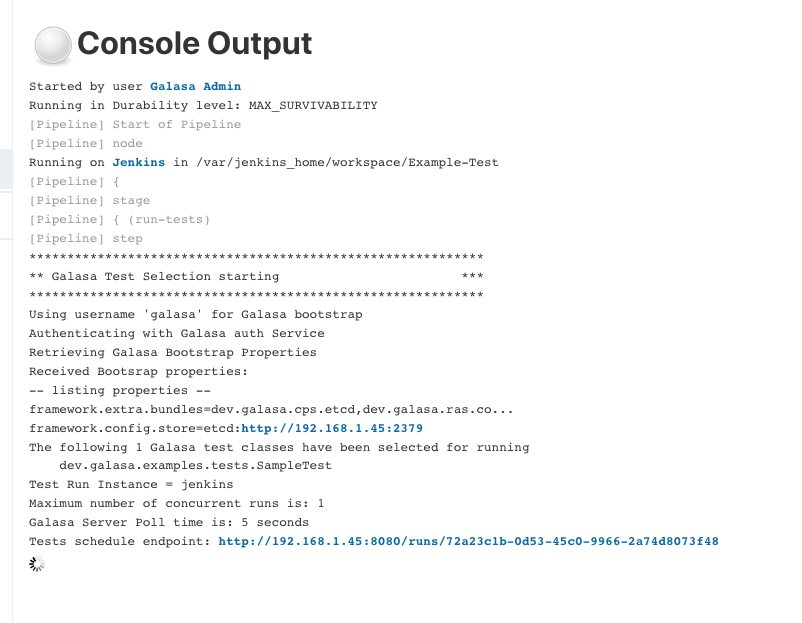 Console Output
Started by user Galasa Admin
Running in Durability level: MAX_SURVIVABILITY
[Pipeline] Start of Pipeline
[Pipeline] node
Running on Jenkins in /var/jenkins_home/workspace/Example-Test
[Pipeline] {
[Pipeline] stage
[Pipeline] { (run-tests)
[Pipeline] step
************************************************************
** Galasa Test Selection starting                        ***
************************************************************
Using username 'galasa' for Galasa bootstrap
Authenticating with Galasa auth Service
Retrieving Galasa Bootstrap Properties
Received Bootsrap properties:
-- listing properties --
framework.extra.bundles=dev.galasa.cps.etcd,dev.galasa.ras.co...
framework.config.store=etcd:http://192.168.1.45:2379
The following 1 Galasa test classes have been selected for running
    dev.galasa.examples.tests.SampleTest
Test Run Instance = jenkins
Maximum number of concurrent runs is: 1
Galasa Server Poll time is: 5 seconds
Tests schedule endpoint: http://192.168.1.45:8080/runs/72a23c1b-0d53-45c0-9966-2a74d8073f48